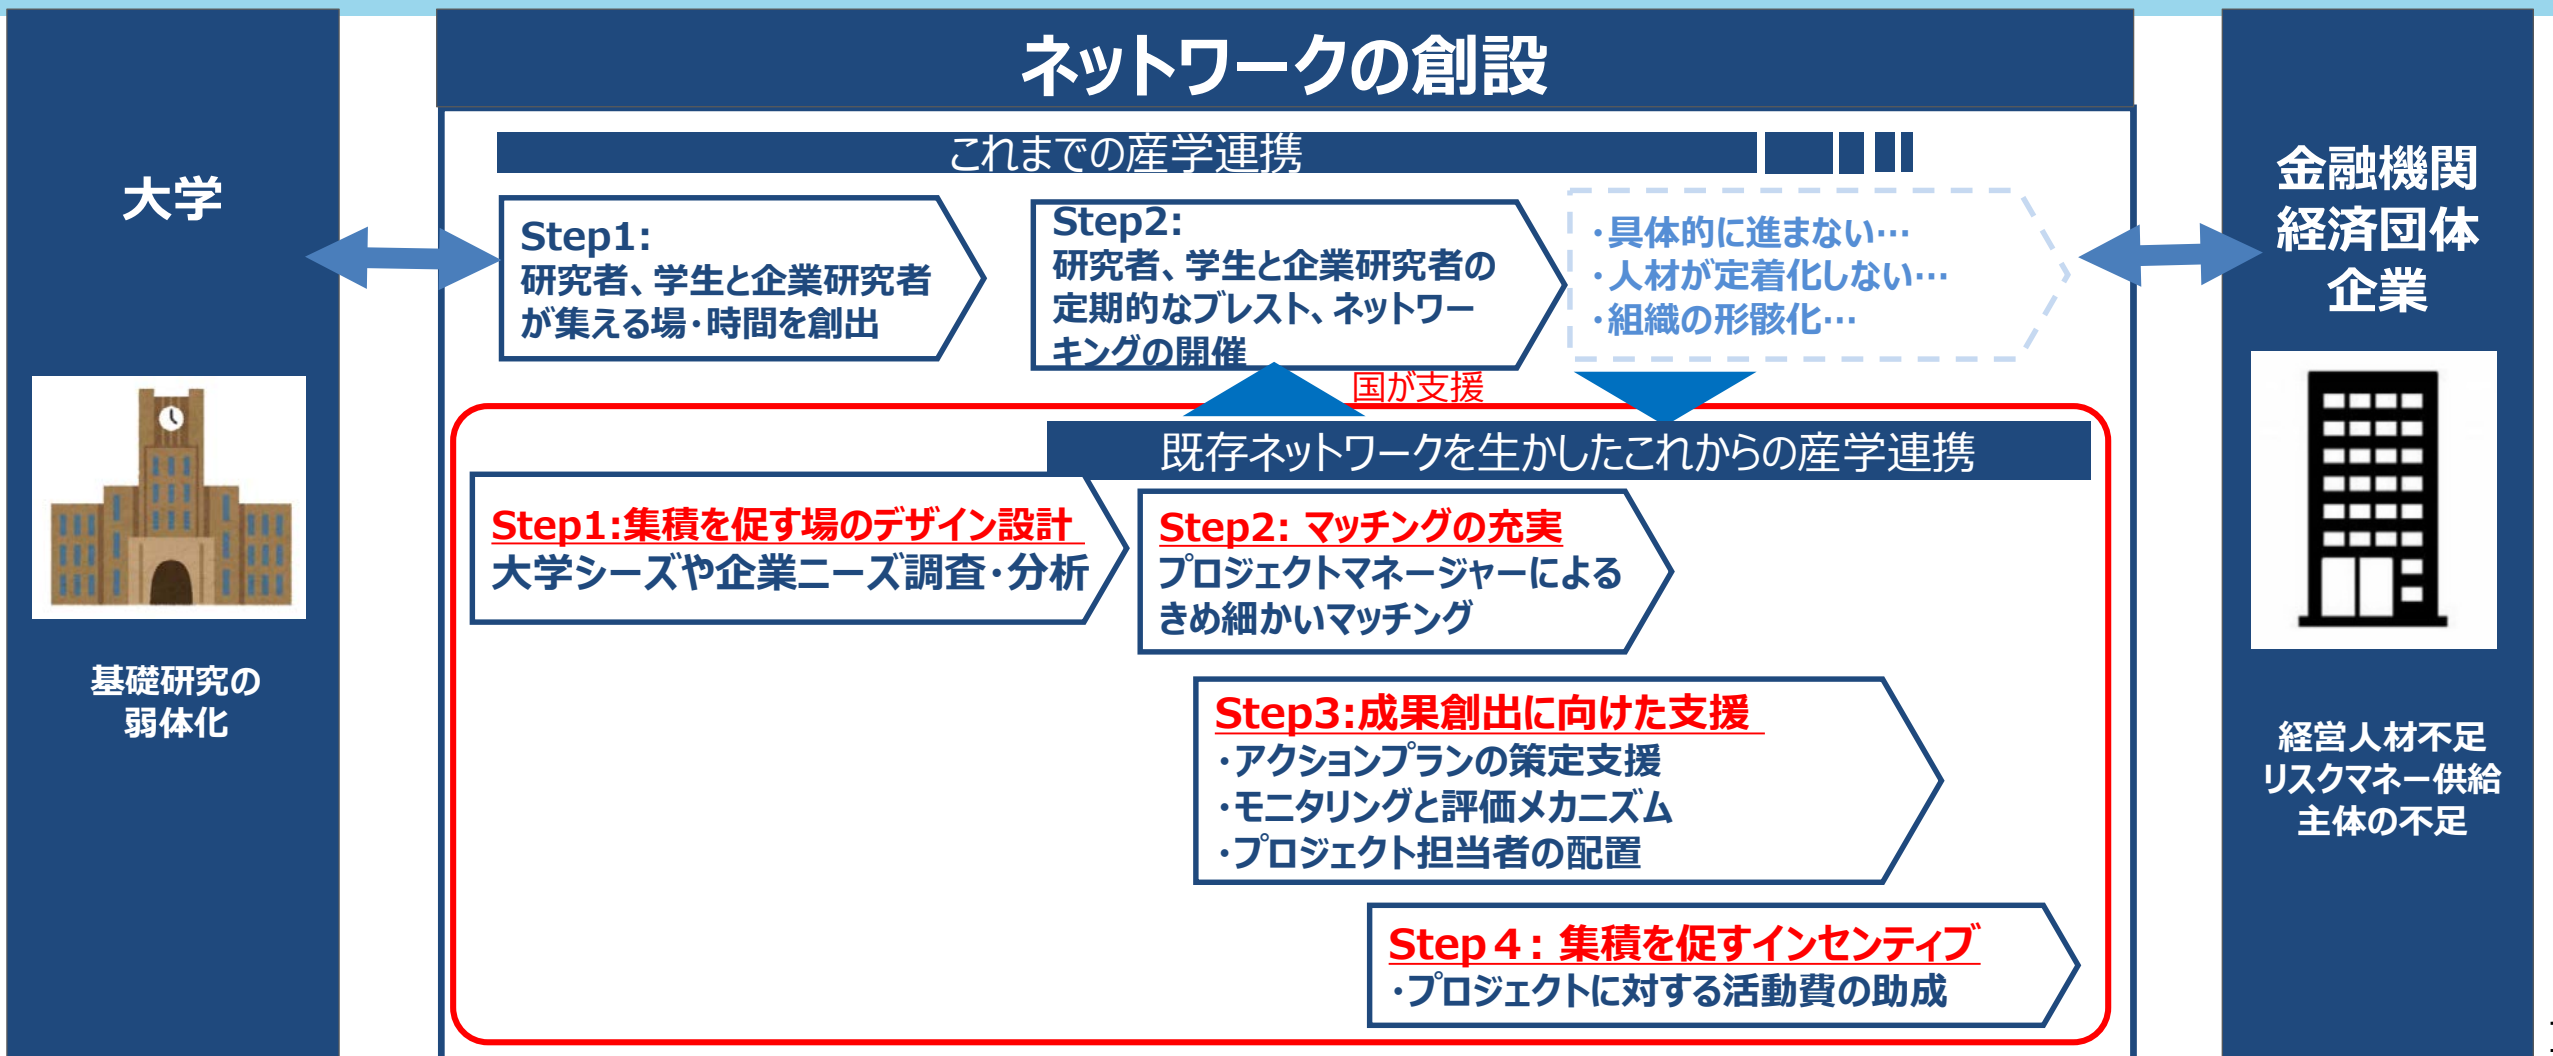 ネットワークの創設
大学
基礎研究の
弱体化
これまでの産学連携
Step1:
研究者、学生と企業研究者
が集える場・時間を創出
Step2:
研究者、学生と企業研究者の
定期的なブレスト、ネットワー
キングの開催
・具体的に進まない…
・人材が定着化しない…
・組織の形骸化…
国が支援
既存ネットワークを生かしたこれからの産学連携
Step1:集積を促す場のデザイン設計
大学シーズや企業ニーズ調査・分析
Step2: マッチングの充実
プロジェクトマネージャーによる
きめ細かいマッチング
Step3:成果創出に向けた支援
・アクションプランの策定支援
・モニタリングと評価メカニズム
・プロジェクト担当者の配置
Step４: 集積を促すインセンティブ
・プロジェクトに対する活動費の助成
金融機関
経済団体
企業
経営人材不足
リスクマネー供給
主体の不足